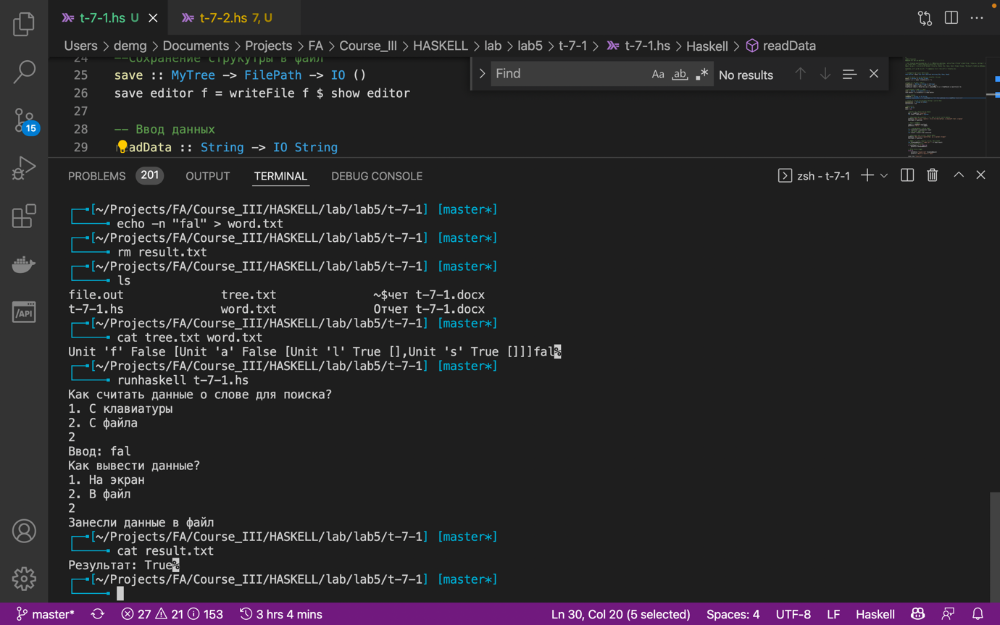 t-7-1.hs U
t-7-2.hs 7, U
Users > demg > Documents > Projects > FA > Course_III > HASKELL > lab > lab5 > t-7-1 > t-7-1.hs > Haskell > readData
24 --Сохранение струкутры в файл
25 save :: MyTree -> FilePath -> IO ()
26 save editor f = writeFile f $ show editor
27
28 -- Ввод данных
29 adData :: String -> IO String
Find Aa ab No results
15
/API
PROBLEMS 201 OUTPUT TERMINAL DEBUG CONSOLE zsh - t-7-1
[~/Projects/FA/Course_III/HASKELL/lab/lab5/t-7-1] [master*]
echo -n "fal" > word.txt
[~/Projects/FA/Course_III/HASKELL/lab/lab5/t-7-1] [master*]
rm result.txt
[~/Projects/FA/Course_III/HASKELL/lab/lab5/t-7-1] [master*]
ls
file.out tree.txt ~$чет t-7-1.docx
t-7-1.hs word.txt Отчет t-7-1.docx
[~/Projects/FA/Course_III/HASKELL/lab/lab5/t-7-1] [master*]
cat tree.txt word.txt
Unit 'f' False [Unit 'a' False [Unit 'l' True [],Unit 's' True []]]fal%
[~/Projects/FA/Course_III/HASKELL/lab/lab5/t-7-1] [master*]
runhaskell t-7-1.hs
Как считать данные о слове для поиска?
1. С клавиатуры
2. С файла
2
Ввод: fal
Как вывести данные?
1. На экран
2. В файл
2
Занесли данные в файл
[~/Projects/FA/Course_III/HASKELL/lab/lab5/t-7-1] [master*]
cat result.txt
Результат: True%
[~/Projects/FA/Course_III/HASKELL/lab/lab5/t-7-1] [master*]
master* 27 21 153 3 hrs 4 mins Ln 30, Col 20 (5 selected) Spaces: 4 UTF-8 LF Haskell